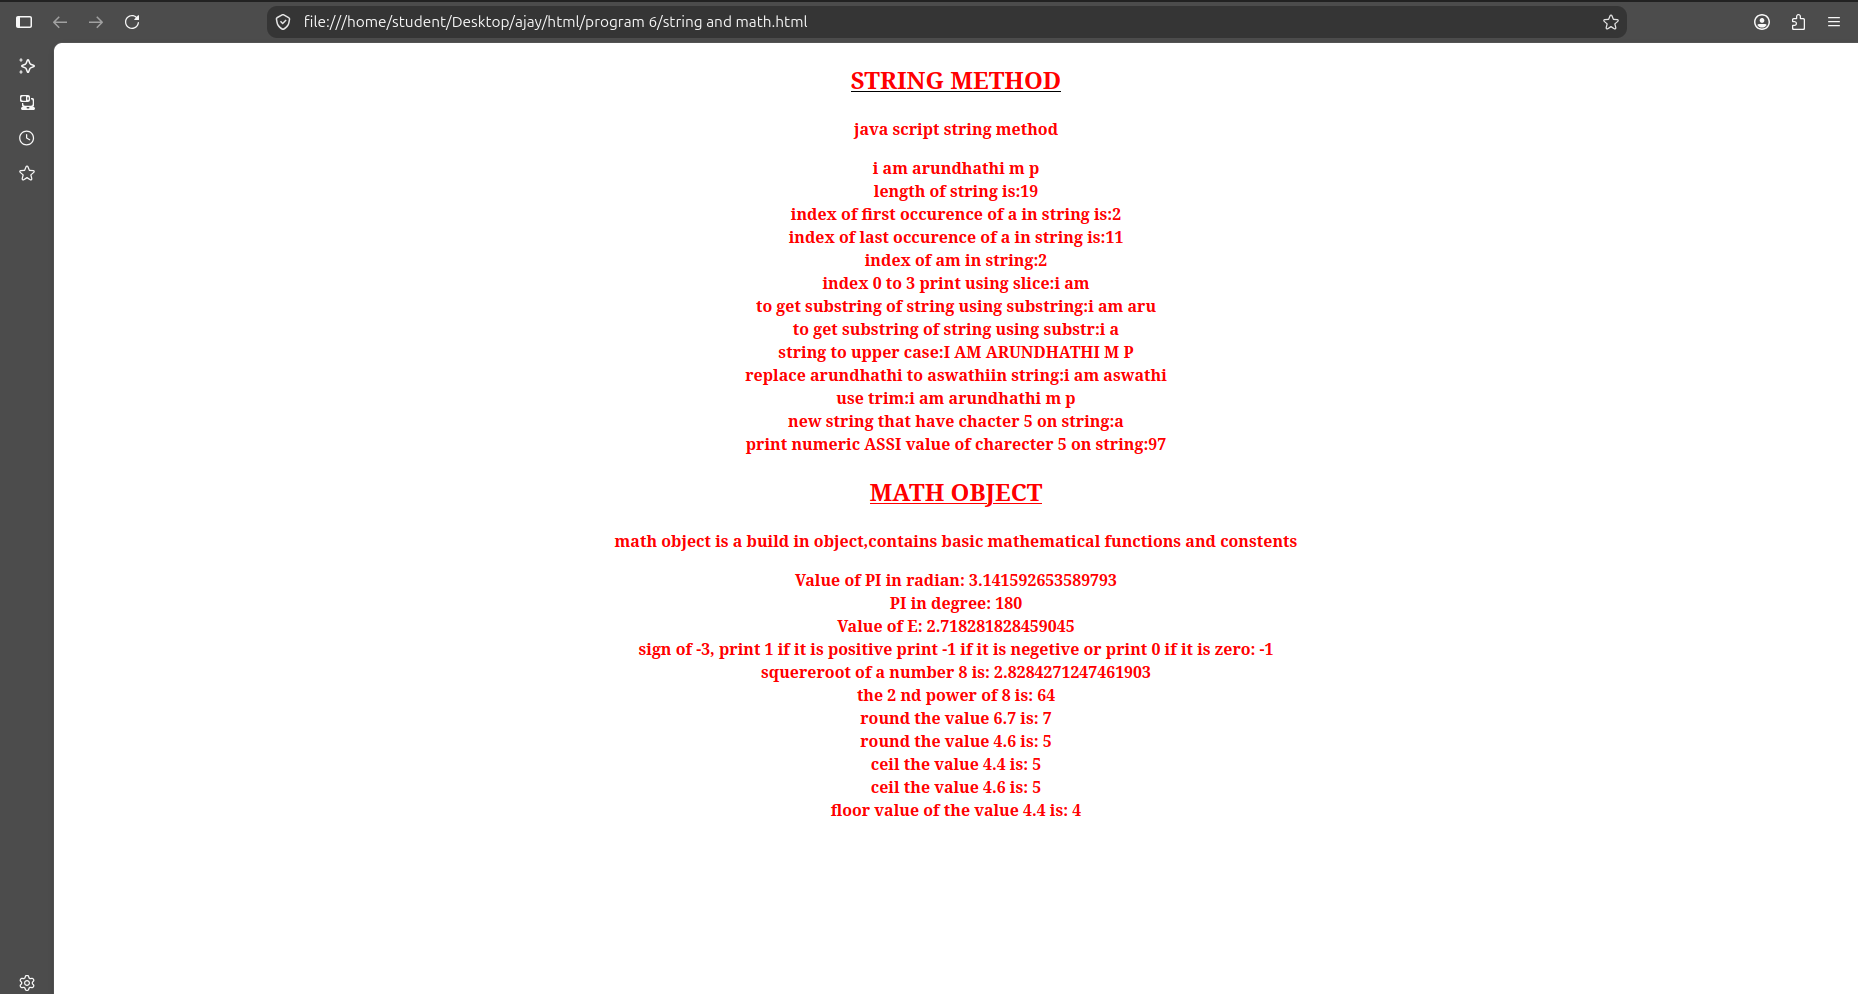 file:///home/student/Desktop/ajay/html/program 6/string and math.html
STRING METHOD
java script string method
i am arundhathi m p
length of string is:19
index of first occurence of a in string is:2
index of last occurence of a in string is:11
index of am in string:2
index 0 to 3 print using slice:i am
to get substring of string using substring:i am aru
to get substring of string using substr:i a
string to upper case:I AM ARUNDHATHI M P
replace arundhathi to aswathiin string:i am aswathi
use trim:i am arundhathi m p
new string that have chacter 5 on string:a
print numeric ASSI value of charecter 5 on string:97
MATH OBJECT
math object is a build in object,contains basic mathematical functions and constents
Value of PI in radian: 3.141592653589793
PI in degree: 180
Value of E: 2.718281828459045
sign of -3, print 1 if it is positive print -1 if it is negetive or print 0 if it is zero: -1
squereroot of a number 8 is: 2.8284271247461903
the 2 nd power of 8 is: 64
round the value 6.7 is: 7
round the value 4.6 is: 5
ceil the value 4.4 is: 5
ceil the value 4.6 is: 5
floor value of the value 4.4 is: 4